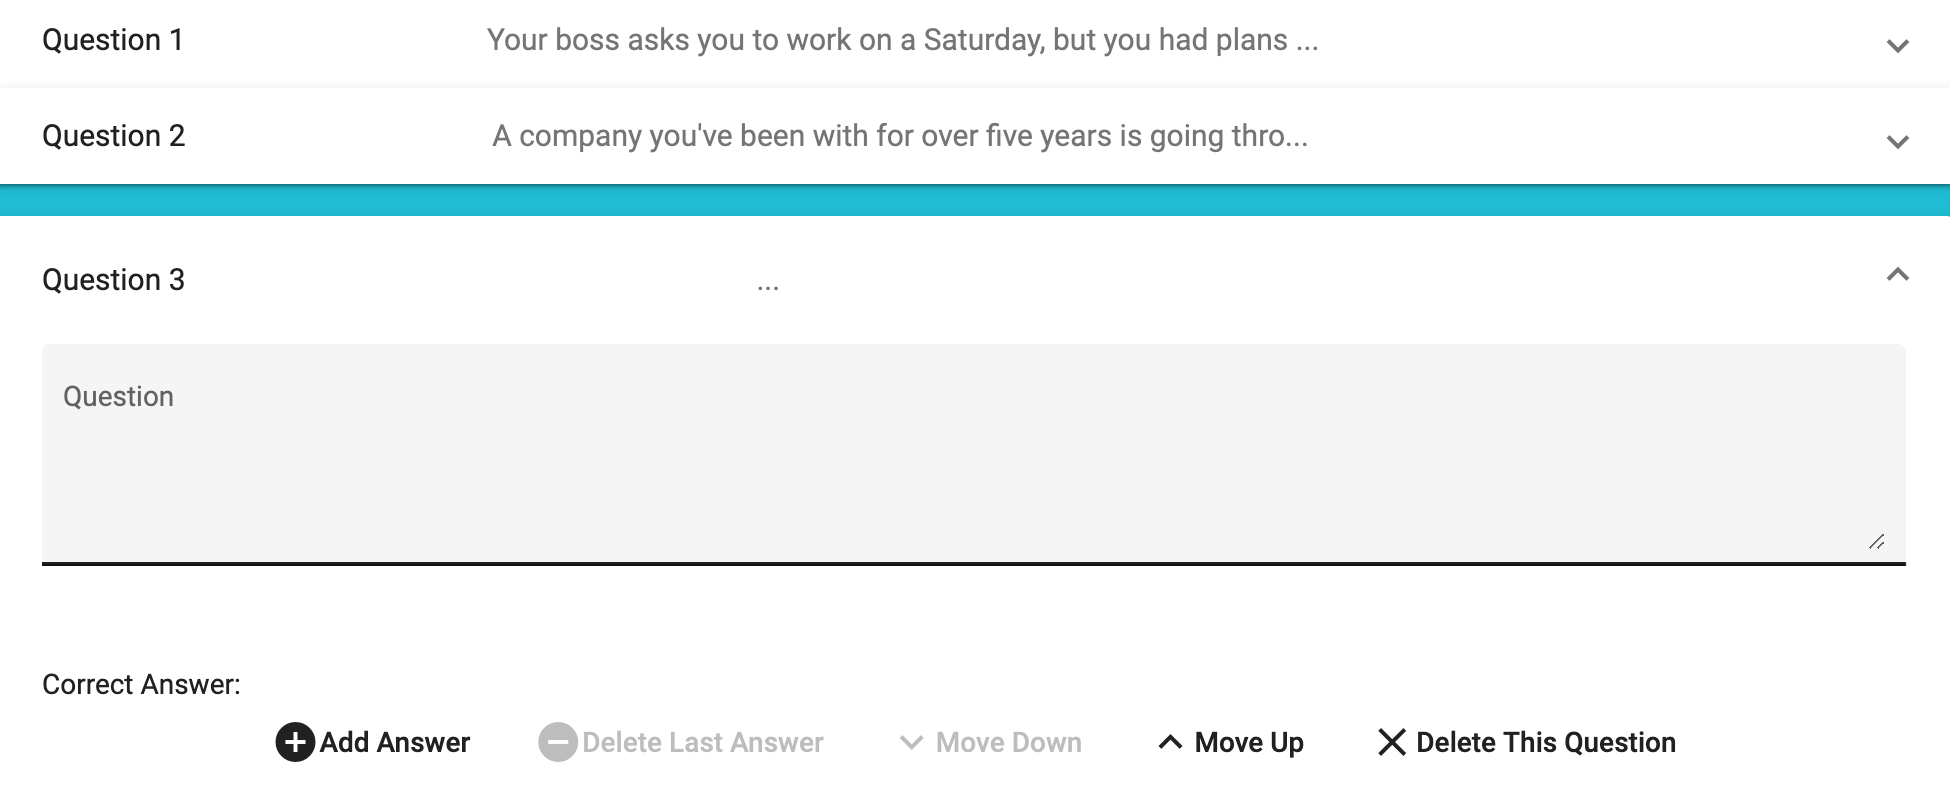 Question 1 Your boss asks you to work on a Saturday, but you had plans ...
Question 2 A company you've been with for over five years is going thro...
Question 3 ...
Question
Correct Answer:
Add Answer Delete Last Answer Move Down Move Up Delete This Question